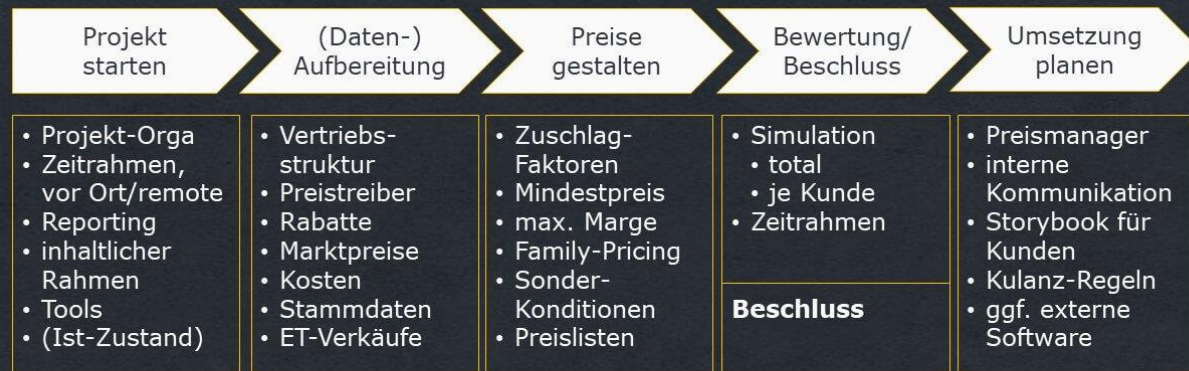 Projekt
starten
(Daten-)
Aufbereitung
Preise
gestalten
Bewertung/
Beschluss
Umsetzung
planen
• Projekt-Orga
• Zeitrahmen,
vor Ort/remote
• Reporting
• inhaltlicher
Rahmen
• Tools
• (Ist-Zustand)
• Vertriebs-
struktur
• Preistreiber
• Rabatte
• Marktpreise
• Kosten
• Stammdaten
• ET-Verkäufe
• Zuschlag-
Faktoren
• Mindestpreis
• max. Marge
• Family-Pricing
• Sonder-
Konditionen
• Preislisten
• Simulation
• total
• je Kunde
• Zeitrahmen
Beschluss
• Preismanager
• interne
Kommunikation
• Storybook für
Kunden
• Kulanz-Regeln
• ggf. externe
Software